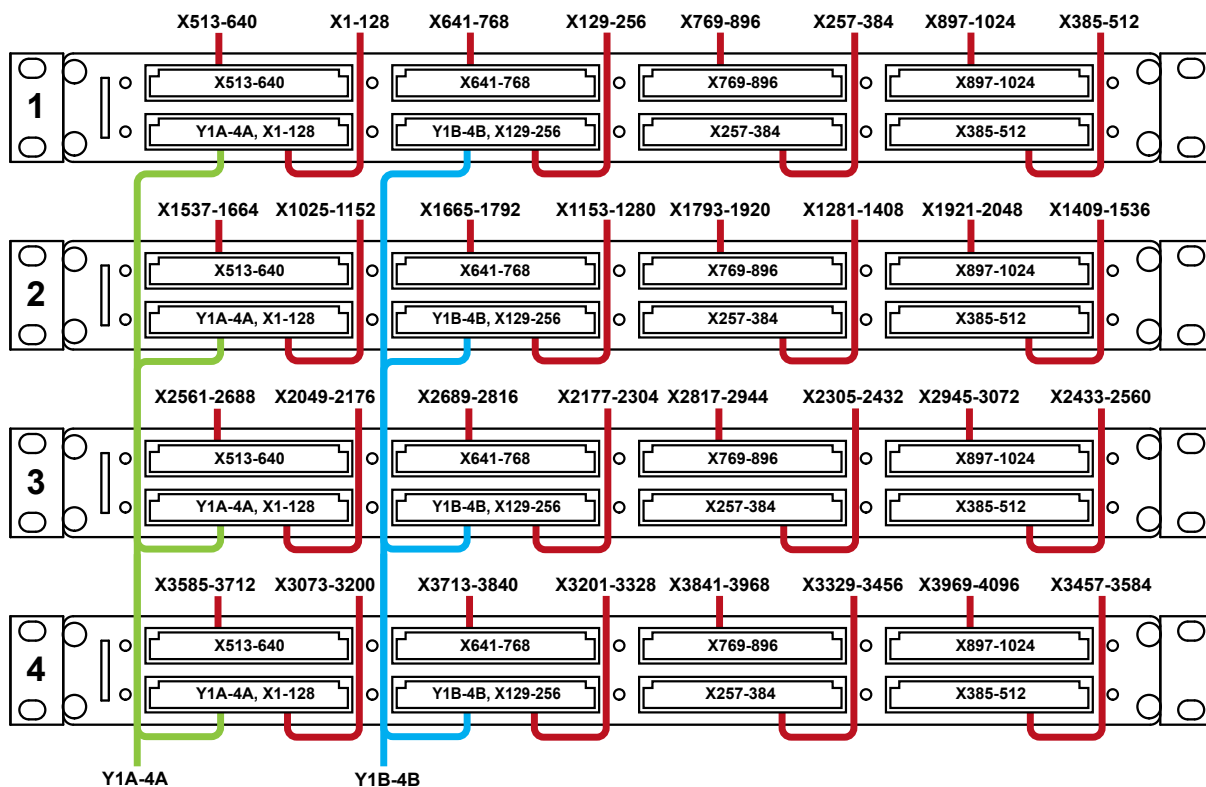 X513-640 X1-128 X641-768 X129-256 X769-896 X257-384 X897-1024 X385-512
1
X513-640 X641-768 X769-896 X897-1024
Y1A-4A, X1-128 Y1B-4B, X129-256 X257-384 X385-512
X1537-1664 X1025-1152 X1665-1792 X1153-1280 X1793-1920 X1281-1408 X1921-2048 X1409-1536
2
X513-640 X641-768 X769-896 X897-1024
Y1A-4A, X1-128 Y1B-4B, X129-256 X257-384 X385-512
X2561-2688 X2049-2176 X2689-2816 X2177-2304 X2817-2944 X2305-2432 X2945-3072 X2433-2560
3
X513-640 X641-768 X769-896 X897-1024
Y1A-4A, X1-128 Y1B-4B, X129-256 X257-384 X385-512
X3585-3712 X3073-3200 X3713-3840 X3201-3328 X3841-3968 X3329-3456 X3969-4096 X3457-3584
4
X513-640 X641-768 X769-896 X897-1024
Y1A-4A, X1-128 Y1B-4B, X129-256 X257-384 X385-512
Y1A-4A Y1B-4B